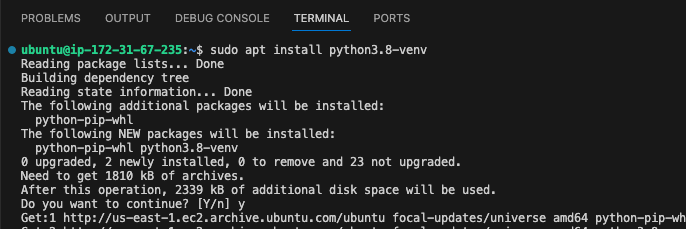 PROBLEMS OUTPUT DEBUG CONSOLE TERMINAL PORTS
ubuntu@ip-172-31-67-235:~$ sudo apt install python3.8-venv
Reading package lists... Done
Building dependency tree
Reading state information... Done
The following additional packages will be installed:
  python-pip-whl
The following NEW packages will be installed:
  python-pip-whl python3.8-venv
0 upgraded, 2 newly installed, 0 to remove and 23 not upgraded.
Need to get 1810 kB of archives.
After this operation, 2339 kB of additional disk space will be used.
Do you want to continue? [Y/n] y
Get:1 http://us-east-1.ec2.archive.ubuntu.com/ubuntu focal-updates/universe amd64 python-pip-wh